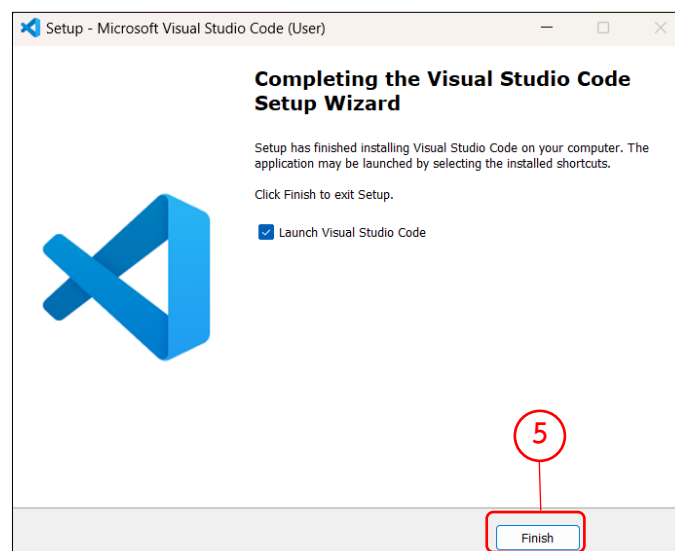 Setup - Microsoft Visual Studio Code (User)
Completing the Visual Studio Code
Setup Wizard
Setup has finished installing Visual Studio Code on your computer. The
application may be launched by selecting the installed shortcuts.
Click Finish to exit Setup.
Launch Visual Studio Code
5
Finish